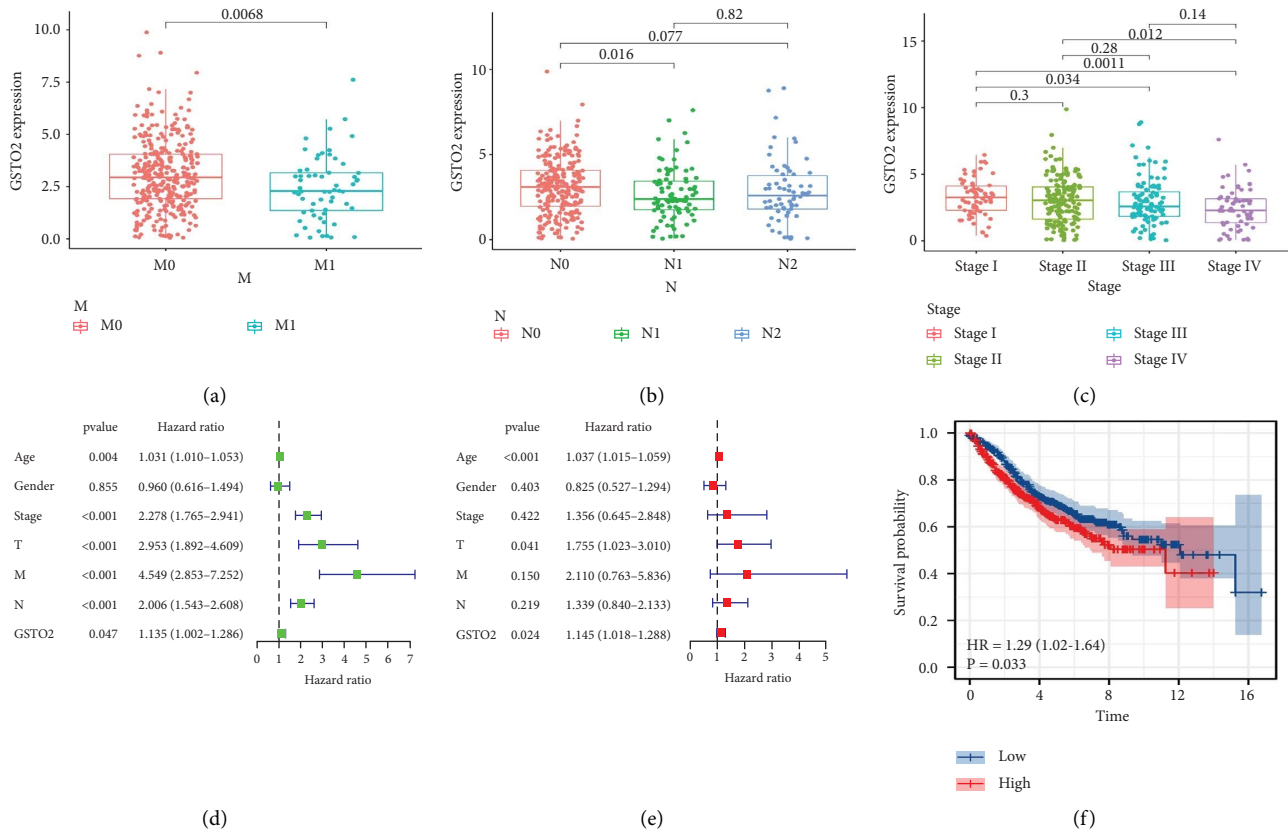 0.0068
10.0
7.5
5.0
2.5
0.0
GSTO2 expression
M0
M1
M
M
M0
M1
(a)
0.82
0.077
0.016
10
5
0
GSTO2 expression
N0
N1
N2
N
N
N0
N1
N2
(b)
0.14
0.012
0.28
0.0011
0.034
0.3
15
10
5
0
GSTO2 expression
Stage I
Stage II
Stage III
Stage IV
Stage
Stage
Stage I
Stage III
Stage II
Stage IV
(c)
pvalue Hazard ratio
Age 0.004 1.031 (1.010–1.053)
Gender 0.855 0.960 (0.616–1.494)
Stage <0.001 2.278 (1.765–2.941)
T <0.001 2.953 (1.892–4.609)
M <0.001 4.549 (2.853–7.252)
N <0.001 2.006 (1.543–2.608)
GSTO2 0.047 1.135 (1.002–1.286)
0 1 2 3 4 5 6 7
Hazard ratio
(d)
pvalue Hazard ratio
Age <0.001 1.037 (1.015–1.059)
Gender 0.403 0.825 (0.527–1.294)
Stage 0.422 1.356 (0.645–2.848)
T 0.041 1.755 (1.023–3.010)
M 0.150 2.110 (0.763–5.836)
N 0.219 1.339 (0.840–2.133)
GSTO2 0.024 1.145 (1.018–1.288)
0 1 2 3 4 5
Hazard ratio
(e)
1.0
0.8
0.6
0.4
0.2
0.0
Survival probability
HR = 1.29 (1.02-1.64)
P = 0.033
0 4 8 12 16
Time
Low
High
(f)